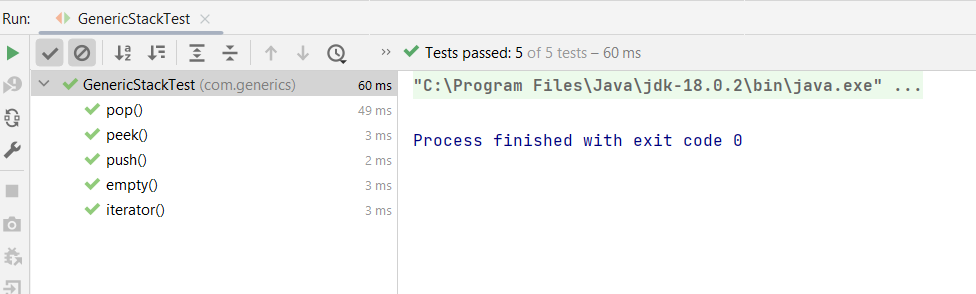 Run: GenericStackTest
Tests passed: 5 of 5 tests – 60 ms
GenericStackTest (com.generics) 60 ms
pop() 49 ms
peek() 3 ms
push() 2 ms
empty() 3 ms
iterator() 3 ms
"C:\Program Files\Java\jdk-18.0.2\bin\java.exe" ...
Process finished with exit code 0